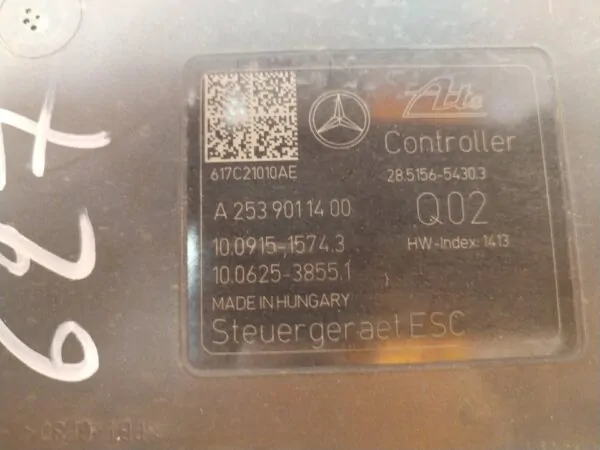 Ate
Controller
617C21010AE
28.5156-5430.3
A 253 901 14 00
Q02
10.0915-1574.3
HW-Index: 1413
10.0625-3855.1
MADE IN HUNGARY
Steuergeraet ESC